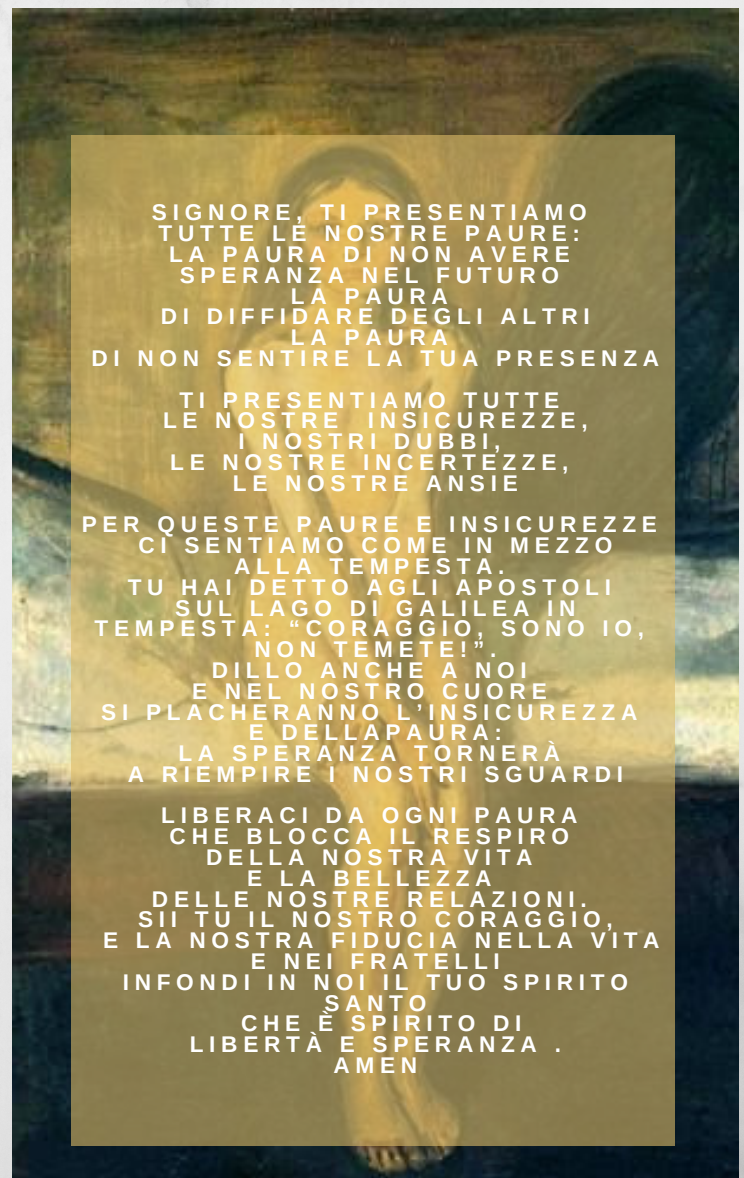 SIGNORE, TI PRESENTIAMO
TUTTE LE NOSTRE PAURE:
LA PAURA DI NON AVERE
SPERANZA NEL FUTURO
LA PAURA
DI DIFFIDARE DEGLI ALTRI
LA PAURA
DI NON SENTIRE LA TUA PRESENZA
TI PRESENTIAMO TUTTE
LE NOSTRE INSICUREZZE,
I NOSTRI DUBBI,
LE NOSTRE INCERTEZZE,
LE NOSTRE ANSIE
PER QUESTE PAURE E INSICUREZZE
CI SENTIAMO COME IN MEZZO
ALLA TEMPESTA.
TU HAI DETTO AGLI APOSTOLI
SUL LAGO DI GALILEA IN
TEMPESTA: “CORAGGIO, SONO IO,
NON TEMETE!”.
DILLO ANCHE A NOI
E NEL NOSTRO CUORE
SI PLACHERANNO L’INSICUREZZA
E DELLAPAURA:
LA SPERANZA TORNERÀ
A RIEMPIRE I NOSTRI SGUARDI
LIBERACI DA OGNI PAURA
CHE BLOCCA IL RESPIRO
DELLA NOSTRA VITA
E LA BELLEZZA
DELLE NOSTRE RELAZIONI.
SII TU IL NOSTRO CORAGGIO,
E LA NOSTRA FIDUCIA NELLA VITA
E NEI FRATELLI
INFONDI IN NOI IL TUO SPIRITO
SANTO
CHE È SPIRITO DI
LIBERTÀ E SPERANZA .
AMEN